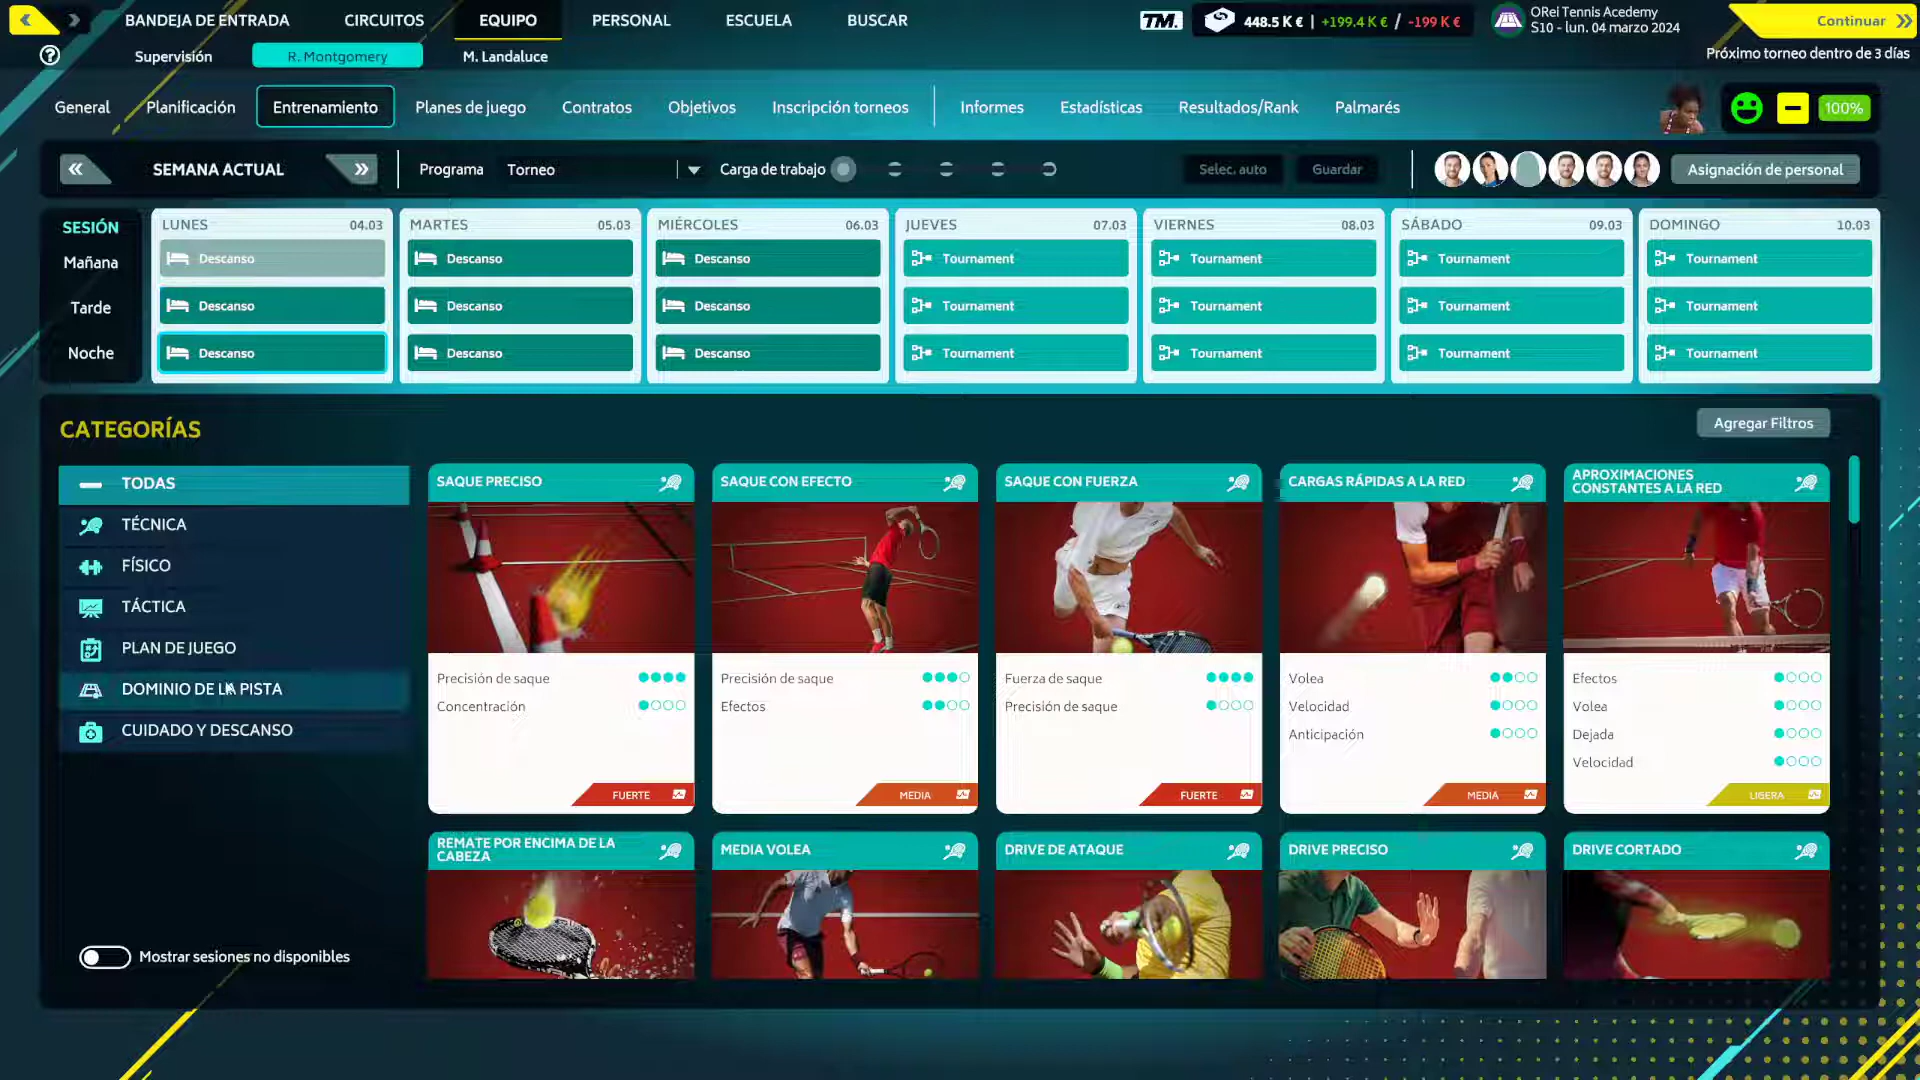 BANDEJA DE ENTRADA
CIRCUITOS
EQUIPO
PERSONAL
ESCUELA
BUSCAR
TM.
448.5 K € | +199.4 K € / -199 K €
ORei Tennis Acedemy
S10 - lun. 04 marzo 2024
Continuar
Próximo torneo dentro de 3 días
Supervisión
R. Montgomery
M. Landaluce
General
Planificación
Entrenamiento
Planes de juego
Contratos
Objetivos
Inscripción torneos
Informes
Estadísticas
Resultados/Rank
Palmarés
100%
SEMANA ACTUAL
Programa
Torneo
Carga de trabajo
Selec. auto
Guardar
Asignación de personal
SESIÓN
Mañana
Tarde
Noche
LUNES 04.03
Descanso
Descanso
Descanso
MARTES 05.03
Descanso
Descanso
Descanso
MIÉRCOLES 06.03
Descanso
Descanso
Descanso
JUEVES 07.03
Tournament
Tournament
Tournament
VIERNES 08.03
Tournament
Tournament
Tournament
SÁBADO 09.03
Tournament
Tournament
Tournament
DOMINGO 10.03
Tournament
Tournament
Tournament
CATEGORÍAS
Agregar Filtros
TODAS
TÉCNICA
FÍSICO
TÁCTICA
PLAN DE JUEGO
DOMINIO DE LA PISTA
CUIDADO Y DESCANSO
Mostrar sesiones no disponibles
SAQUE PRECISO
Precisión de saque
Concentración
FUERTE
SAQUE CON EFECTO
Precisión de saque
Efectos
MEDIA
SAQUE CON FUERZA
Fuerza de saque
Precisión de saque
FUERTE
CARGAS RÁPIDAS A LA RED
Volea
Velocidad
Anticipación
MEDIA
APROXIMACIONES
CONSTANTES A LA RED
Efectos
Volea
Dejada
Velocidad
LIGERA
REMATE POR ENCIMA DE LA
CABEZA
MEDIA VOLEA
DRIVE DE ATAQUE
DRIVE PRECISO
DRIVE CORTADO